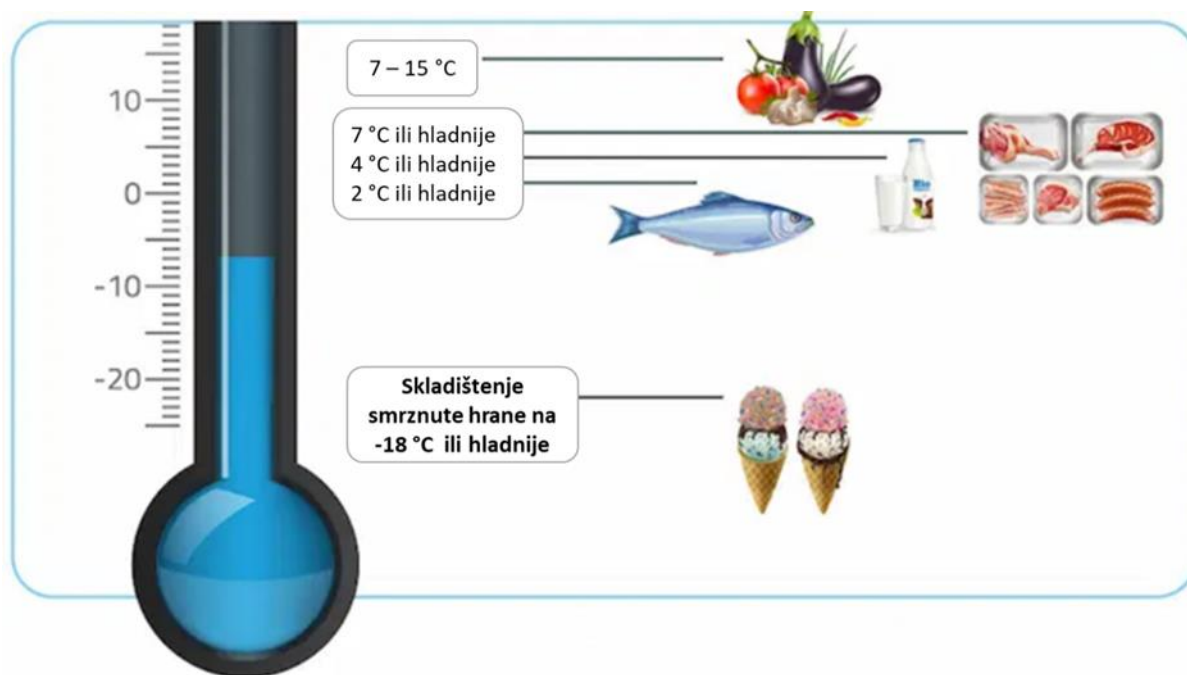 7 – 15 °C
10
7 °C ili hladnije
4 °C ili hladnije
0
2 °C ili hladnije
-10
-20
Skladištenje
smrznute hrane na
-18 °C ili hladnije